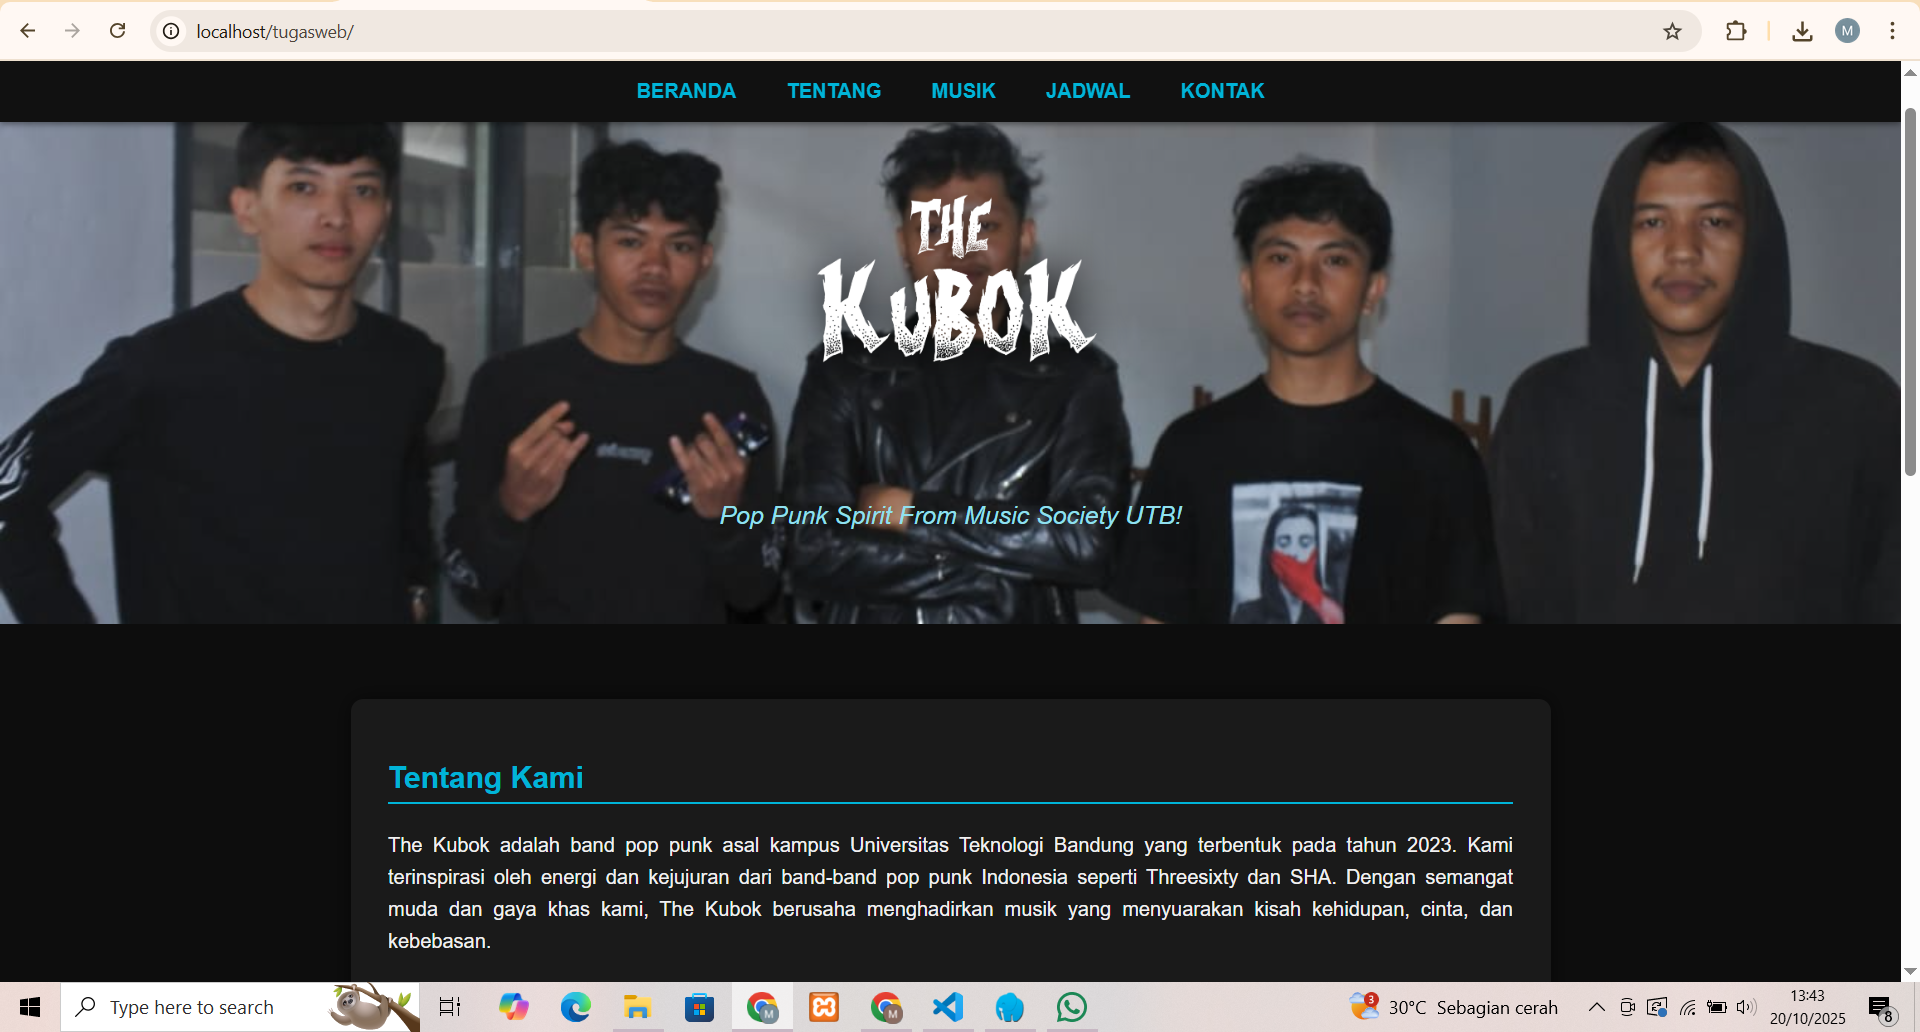 localhost/tugasweb/
M
BERANDA TENTANG MUSIK JADWAL KONTAK
THE
KUBOK
Pop Punk Spirit From Music Society UTB!
Tentang Kami
The Kubok adalah band pop punk asal kampus Universitas Teknologi Bandung yang terbentuk pada tahun 2023. Kami
terinspirasi oleh energi dan kejujuran dari band-band pop punk Indonesia seperti Threesixty dan SHA. Dengan semangat
muda dan gaya khas kami, The Kubok berusaha menghadirkan musik yang menyuarakan kisah kehidupan, cinta, dan
kebebasan.
Type here to search
M
M
3
30°C Sebagian cerah
13:43
20/10/2025
8